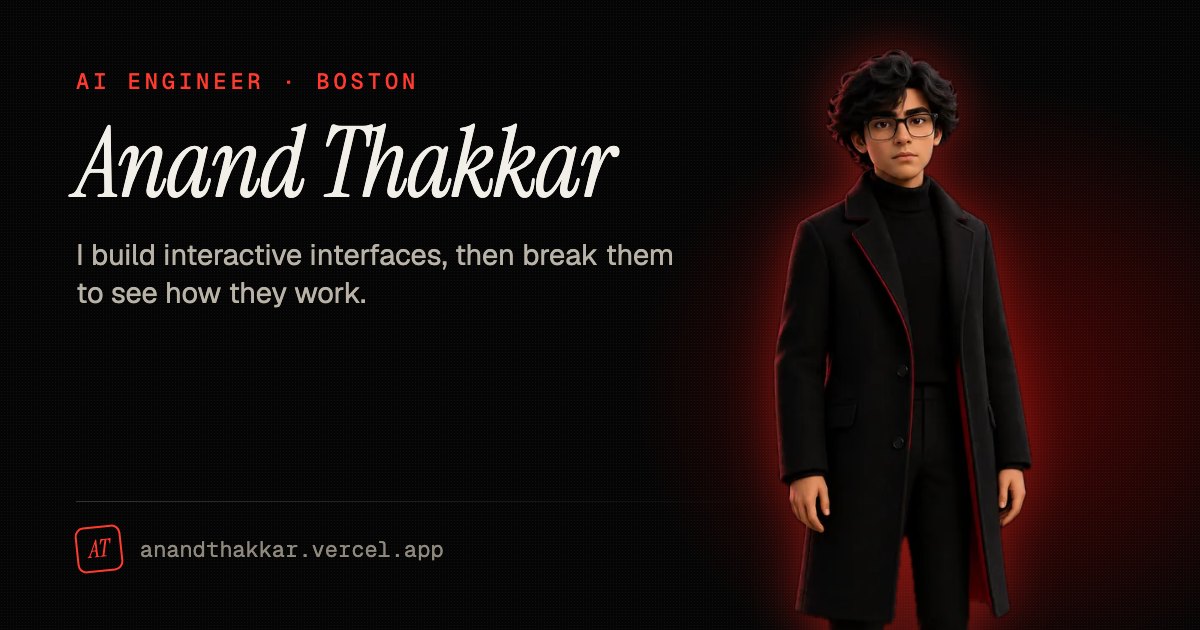 AI ENGINEER · BOSTON
Anand Thakkar
I build interactive interfaces, then break them
to see how they work.
AT
anandthakkar.vercel.app